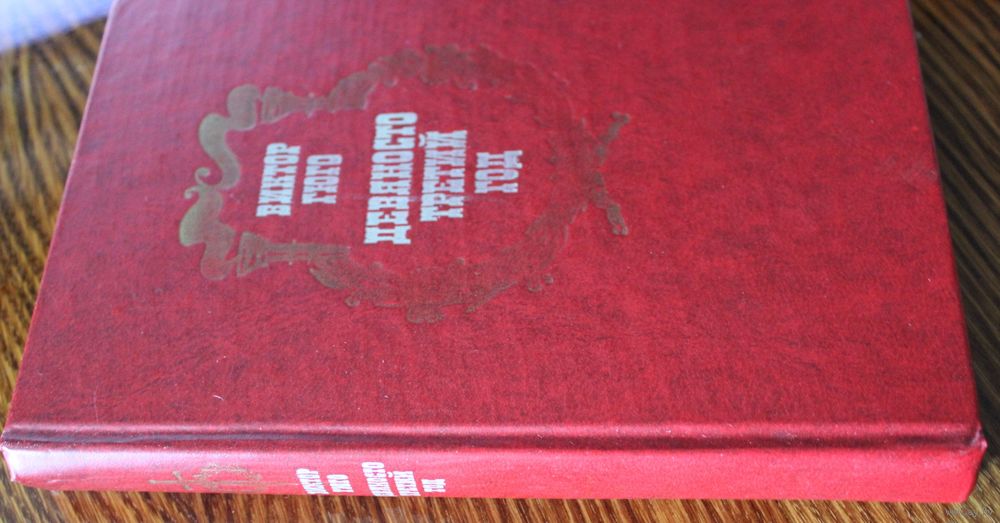 ВИКТОР
ГЮГО
ДЕВЯНОСТО
ТРЕТИЙ
ГОД
ВИКТОР
ГЮГО
ДЕВЯНОСТО
ТРЕТИЙ
ГОД